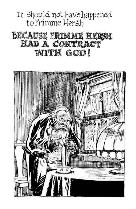 It should not have happened
to Frimme Hersh
BECAUSE FRIMME HERSH
HAD A CONTRACT
WITH GOD!